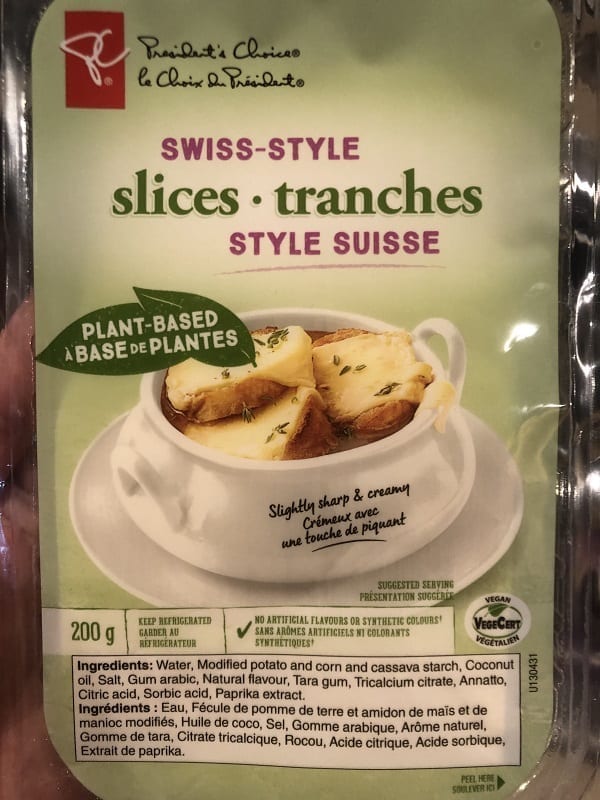 PC®
President's Choice®
le Choix du Président®
SWISS-STYLE
slices · tranches
STYLE SUISSE
PLANT-BASED
À BASE DE PLANTES
Slightly sharp & creamy
Crémeux avec
une touche de piquant
SUGGESTED SERVING
PRÉSENTATION SUGGÉRÉE
200 g
KEEP REFRIGERATED
GARDER AU
RÉFRIGÉRATEUR
✓ NO ARTIFICIAL FLAVOURS OR SYNTHETIC COLOURS†
SANS ARÔMES ARTIFICIELS NI COLORANTS
SYNTHÉTIQUES†
VEGAN
VEGECERT
VÉGÉTALIEN
Ingredients: Water, Modified potato and corn and cassava starch, Coconut
oil, Salt, Gum arabic, Natural flavour, Tara gum, Tricalcium citrate, Annatto,
Citric acid, Sorbic acid, Paprika extract.
Ingrédients : Eau, Fécule de pomme de terre et amidon de maïs et de
manioc modifiés, Huile de coco, Sel, Gomme arabique, Arôme naturel,
Gomme de tara, Citrate tricalcique, Rocou, Acide citrique, Acide sorbique,
Extrait de paprika.
U130431
PEEL HERE
SOULEVER ICI